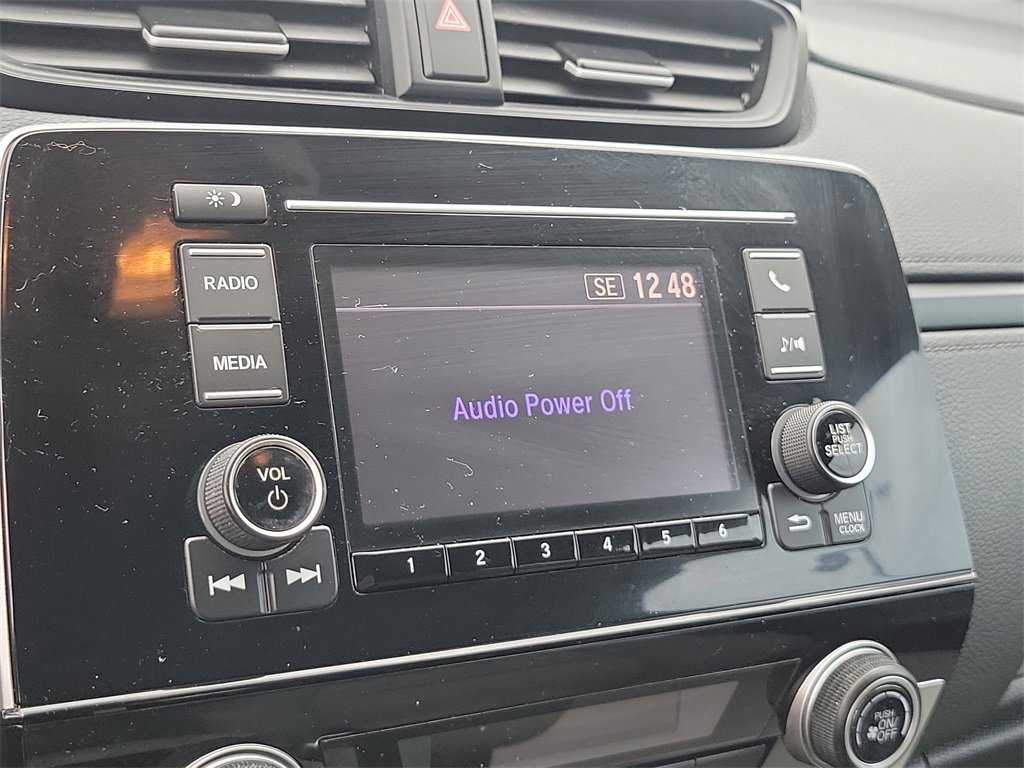 RADIO
MEDIA
SE 12 48
Audio Power Off
VOL
LIST
PUSH
SELECT
MENU
CLOCK
1 2 3 4 5 6
PUSH
ON/
OFF